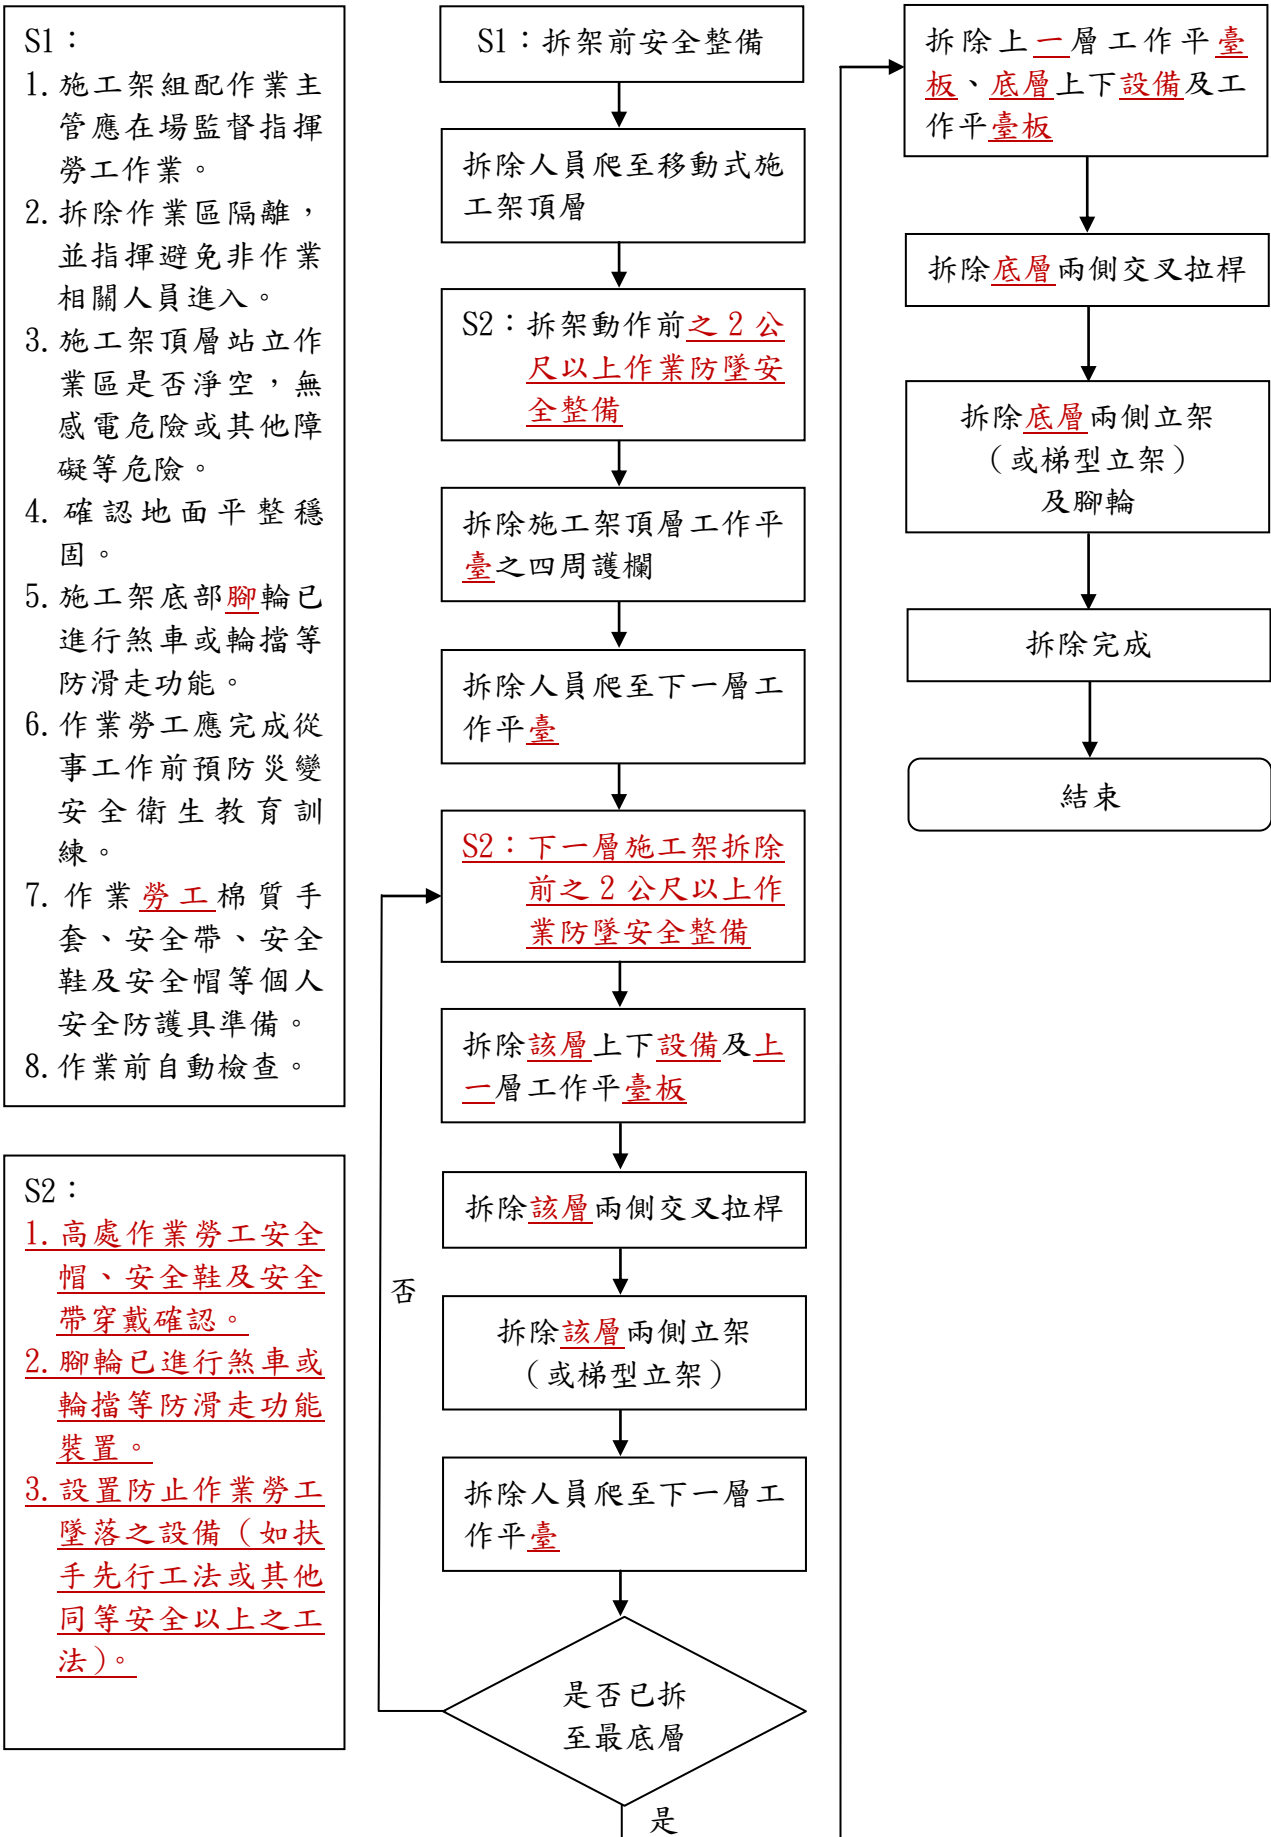 S1：
1. 施工架組配作業主
管應在場監督指揮
勞工作業。
2. 拆除作業區隔離，
並指揮避免非作業
相關人員進入。
3. 施工架頂層站立作
業區是否淨空，無
感電危險或其他障
礙等危險。
4. 確認地面平整穩
固。
5. 施工架底部腳輪已
進行煞車或輪擋等
防滑走功能。
6. 作業勞工應完成從
事工作前預防災變
安全衛生教育訓
練。
7. 作業勞工棉質手
套、安全帶、安全
鞋及安全帽等個人
安全防護具準備。
8. 作業前自動檢查。
S2：
1. 高處作業勞工安全
帽、安全鞋及安全
帶穿戴確認。
2. 腳輪已進行煞車或
輪擋等防滑走功能
裝置。
3. 設置防止作業勞工
墜落之設備（如扶
手先行工法或其他
同等安全以上之工
法）。
S1：拆架前安全整備
拆除人員爬至移動式施
工架頂層
S2：拆架動作前之 2 公
尺以上作業防墜安
全整備
拆除施工架頂層工作平
臺之四周護欄
拆除人員爬至下一層工
作平臺
S2：下一層施工架拆除
前之 2 公尺以上作
業防墜安全整備
拆除該層上下設備及上
一層工作平臺板
拆除該層兩側交叉拉桿
拆除該層兩側立架
（或梯型立架）
拆除人員爬至下一層工
作平臺
是否已拆
至最底層
否
是
拆除上一層工作平臺
板、底層上下設備及工
作平臺板
拆除底層兩側交叉拉桿
拆除底層兩側立架
（或梯型立架）
及腳輪
拆除完成
結束